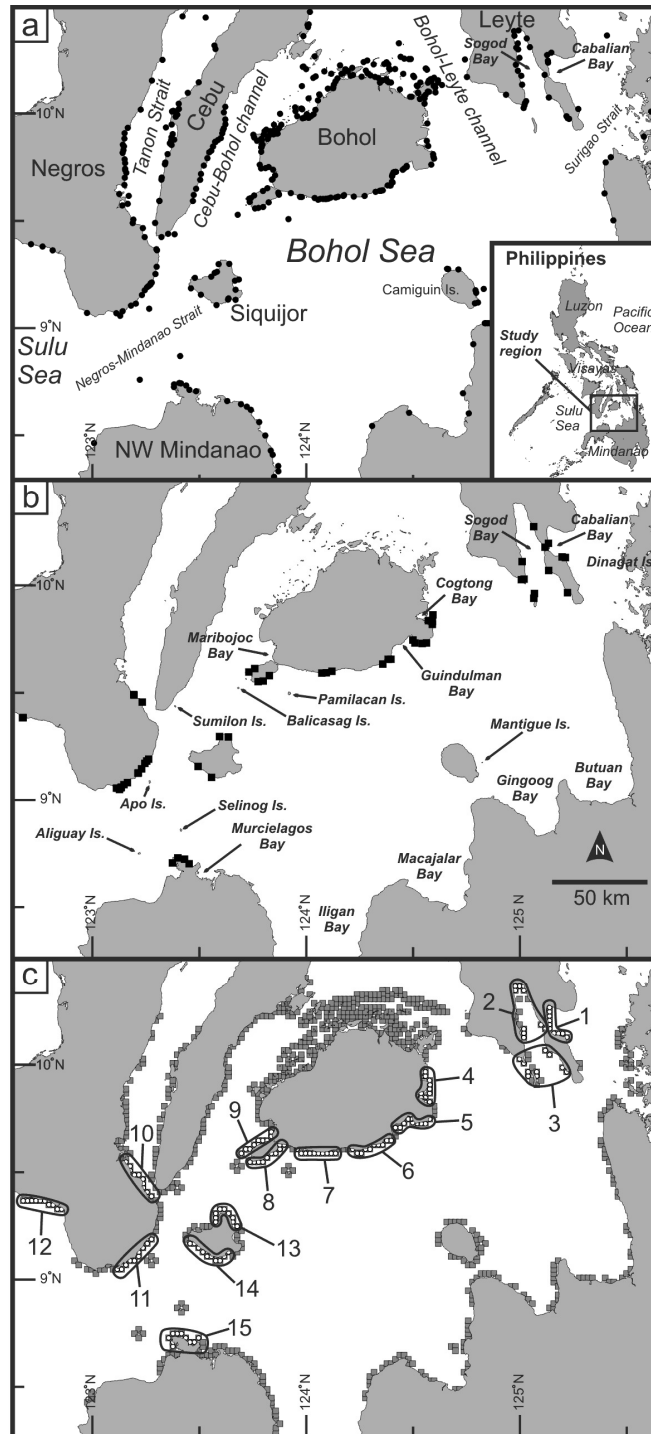 a
Leyte
Sogod
Bay
Cabalian
Bay
Bohol-Leyte channel
Surigao Strait
10°N
Tanon Strait
Cebu
Cebu-Bohol channel
Bohol
Negros
Bohol Sea
Camiguin Is.
Siquijor
9°N
Sulu
Sea
Negros-Mindanao Strait
NW Mindanao
123°N
124°N
Philippines
Luzon
Pacific
Ocean
Study
region
Visayas
Sulu
Sea
Mindanao
b
Sogod
Bay
Cabalian
Bay
Dinagat Is
10°N
Cogtong
Bay
Maribojoc
Bay
Guindulman
Bay
Pamilacan Is.
Balicasag Is.
Sumilon Is.
Mantigue Is.
Gingoog
Bay
Butuan
Bay
9°N
Apo Is.
Selinog Is.
Aliguay Is.
Murcielagos
Bay
Macajalar
Bay
Iligan
Bay
N
50 km
123°N
124°N
125 N
c
2
1
3
10°N
4
5
6
7
8
9
10
12
11
13
14
9°N
15
123°N
124°N
125°N